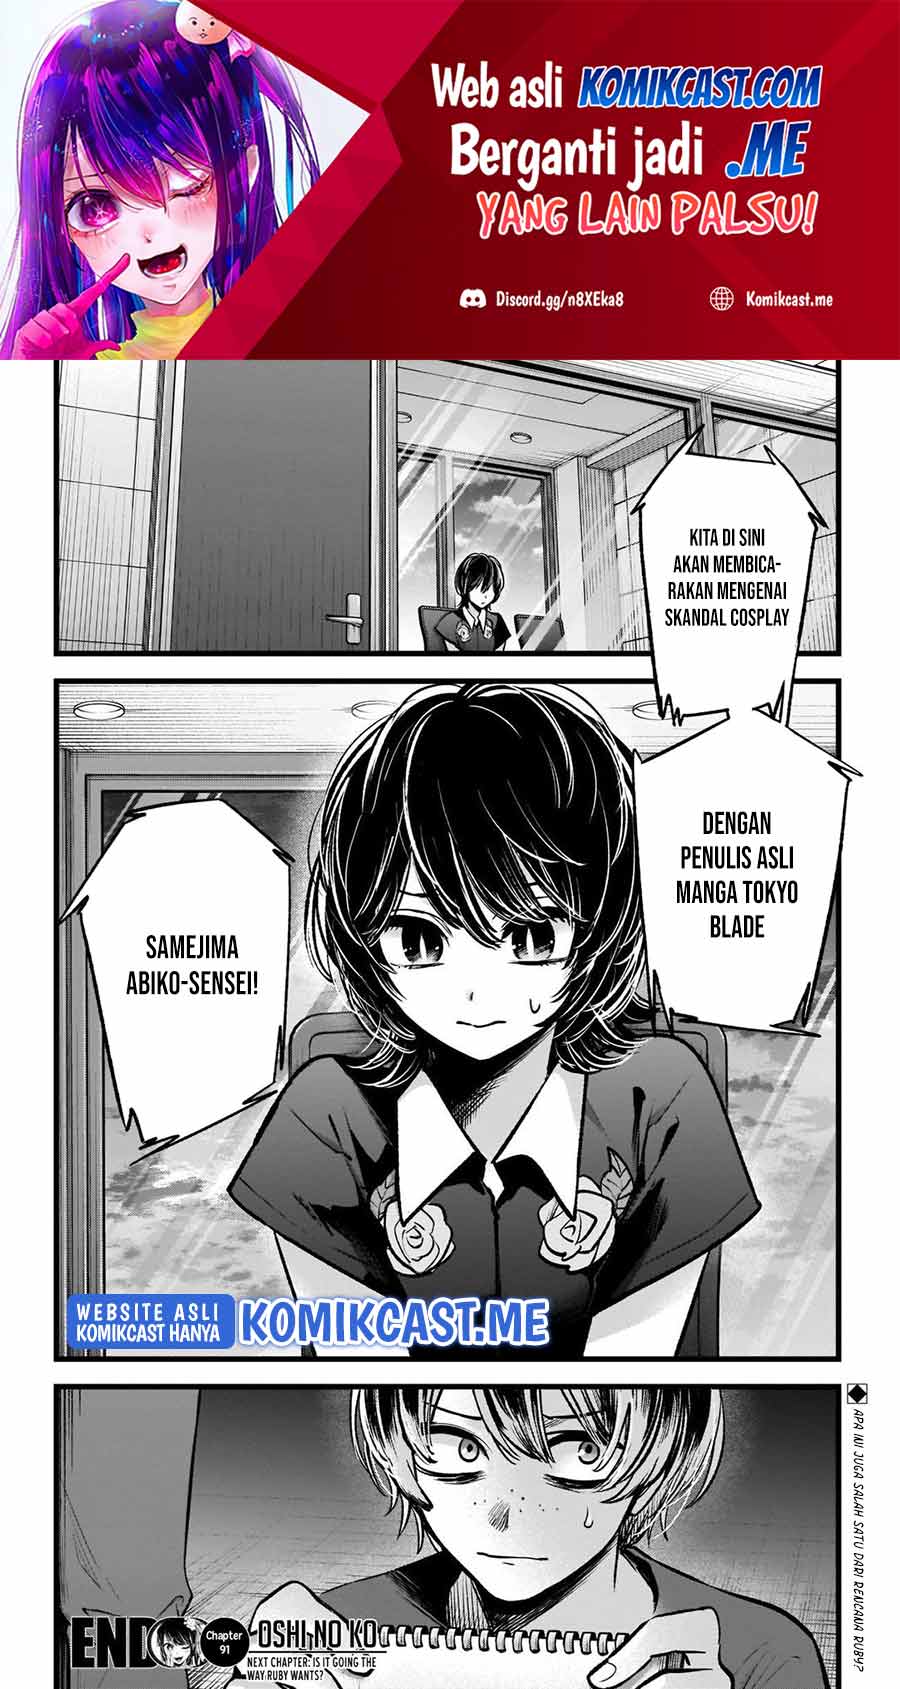 Web asli KOMIKCAST.COM
Berganti jadi .ME
YANG LAIN PALSU!
Discord.gg/n8XEka8
Komikcast.me
KITA DI SINI
AKAN MEMBICA-
RAKAN MENGENAI
SKANDAL COSPLAY
DENGAN
PENULIS ASLI
MANGA TOKYO
BLADE
SAMEJIMA
ABIKO-SENSEI!
WEBSITE ASLI
KOMIKCAST HANYA
KOMIKCAST.ME
APA INI JUGA SALAH SATU DARI RENCANA RUBY?
END
Chapter
91
OSHI NO KO
NEXT CHAPTER: IS IT GOING THE
WAY RUBY WANTS?